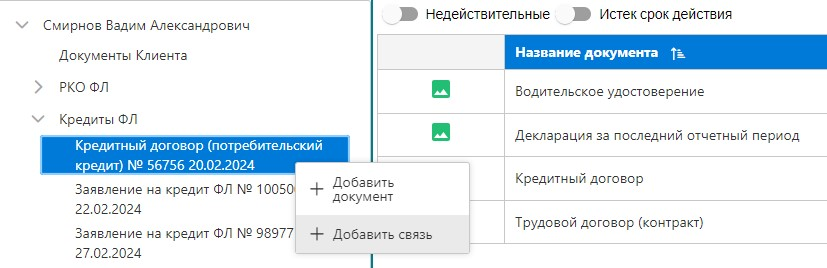 Смирнов Вадим Александрович
Документы Клиента
РКО ФЛ
Кредиты ФЛ
Кредитный договор (потребительский
кредит) № 56756 20.02.2024
Заявление на кредит ФЛ № 10050
22.02.2024
Заявление на кредит ФЛ № 98977
27.02.2024
Добавить
документ
Добавить связь
Недействительные
Истек срок действия
Название документа
Водительское удостоверение
Декларация за последний отчетный период
Кредитный договор
Трудовой договор (контракт)